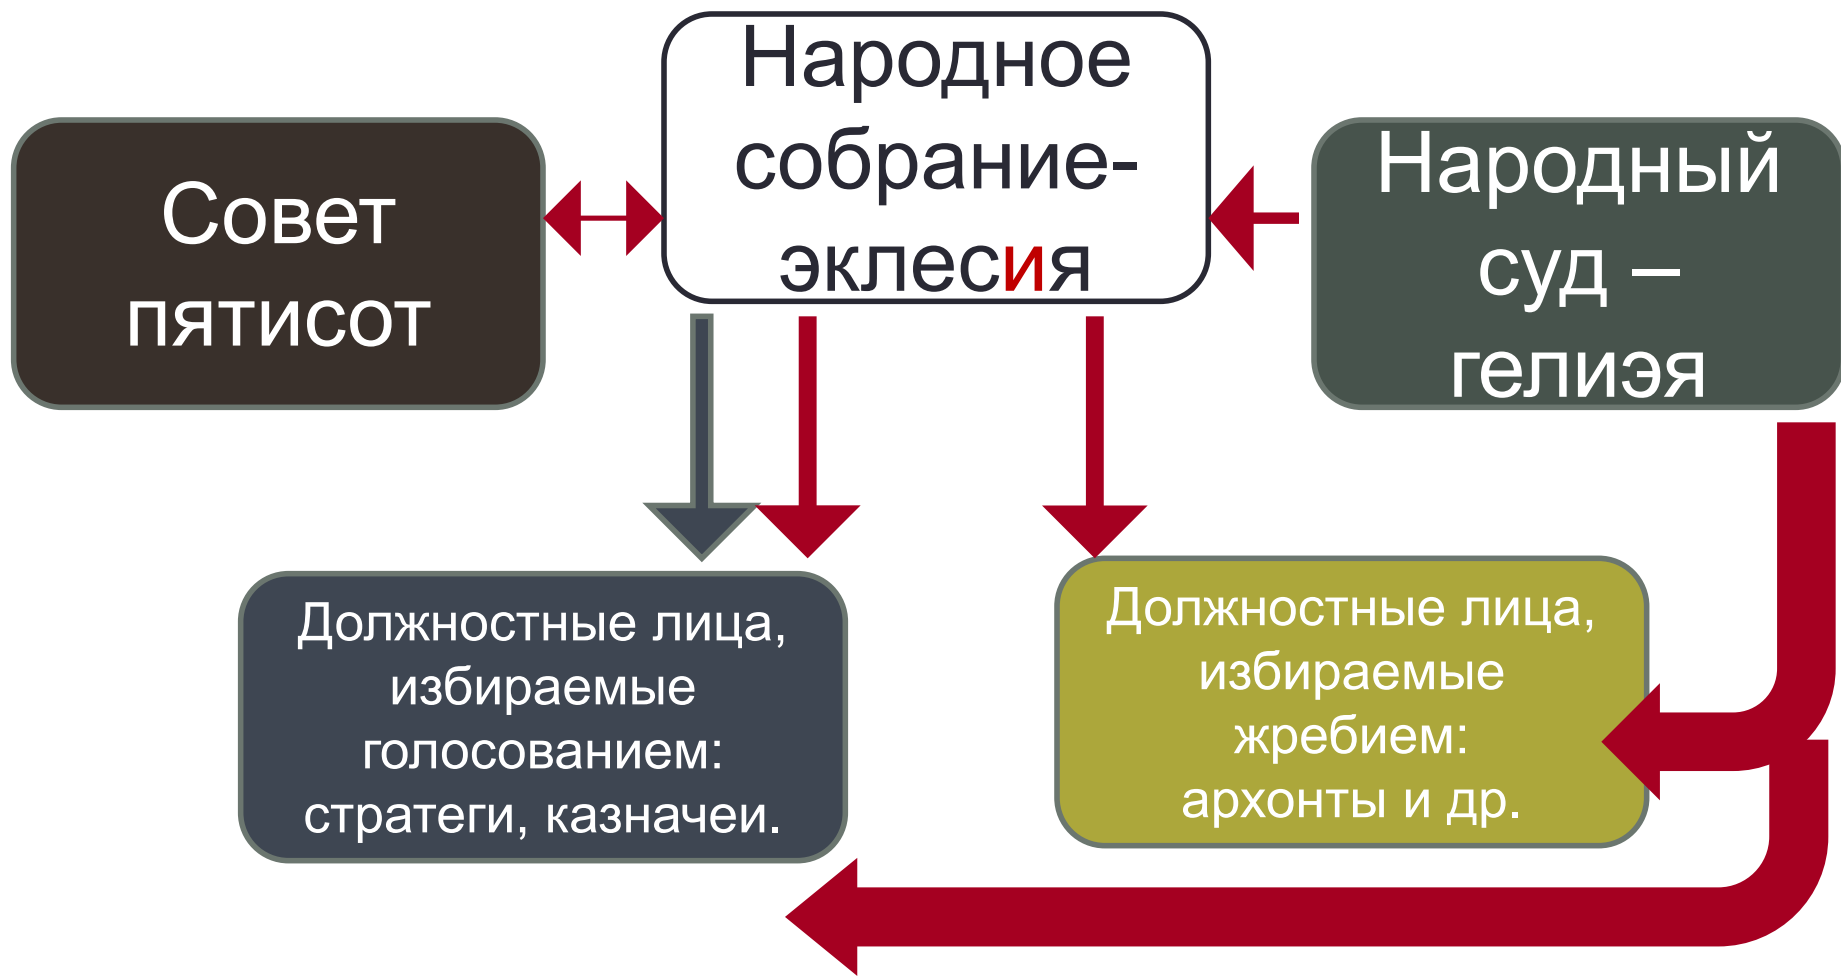 Народное
собрание-
эклесия
Совет
пятисот
Народный
суд –
гелиэя
Должностные лица,
избираемые
голосованием:
стратеги, казначеи.
Должностные лица,
избираемые
жребием:
архонты и др.